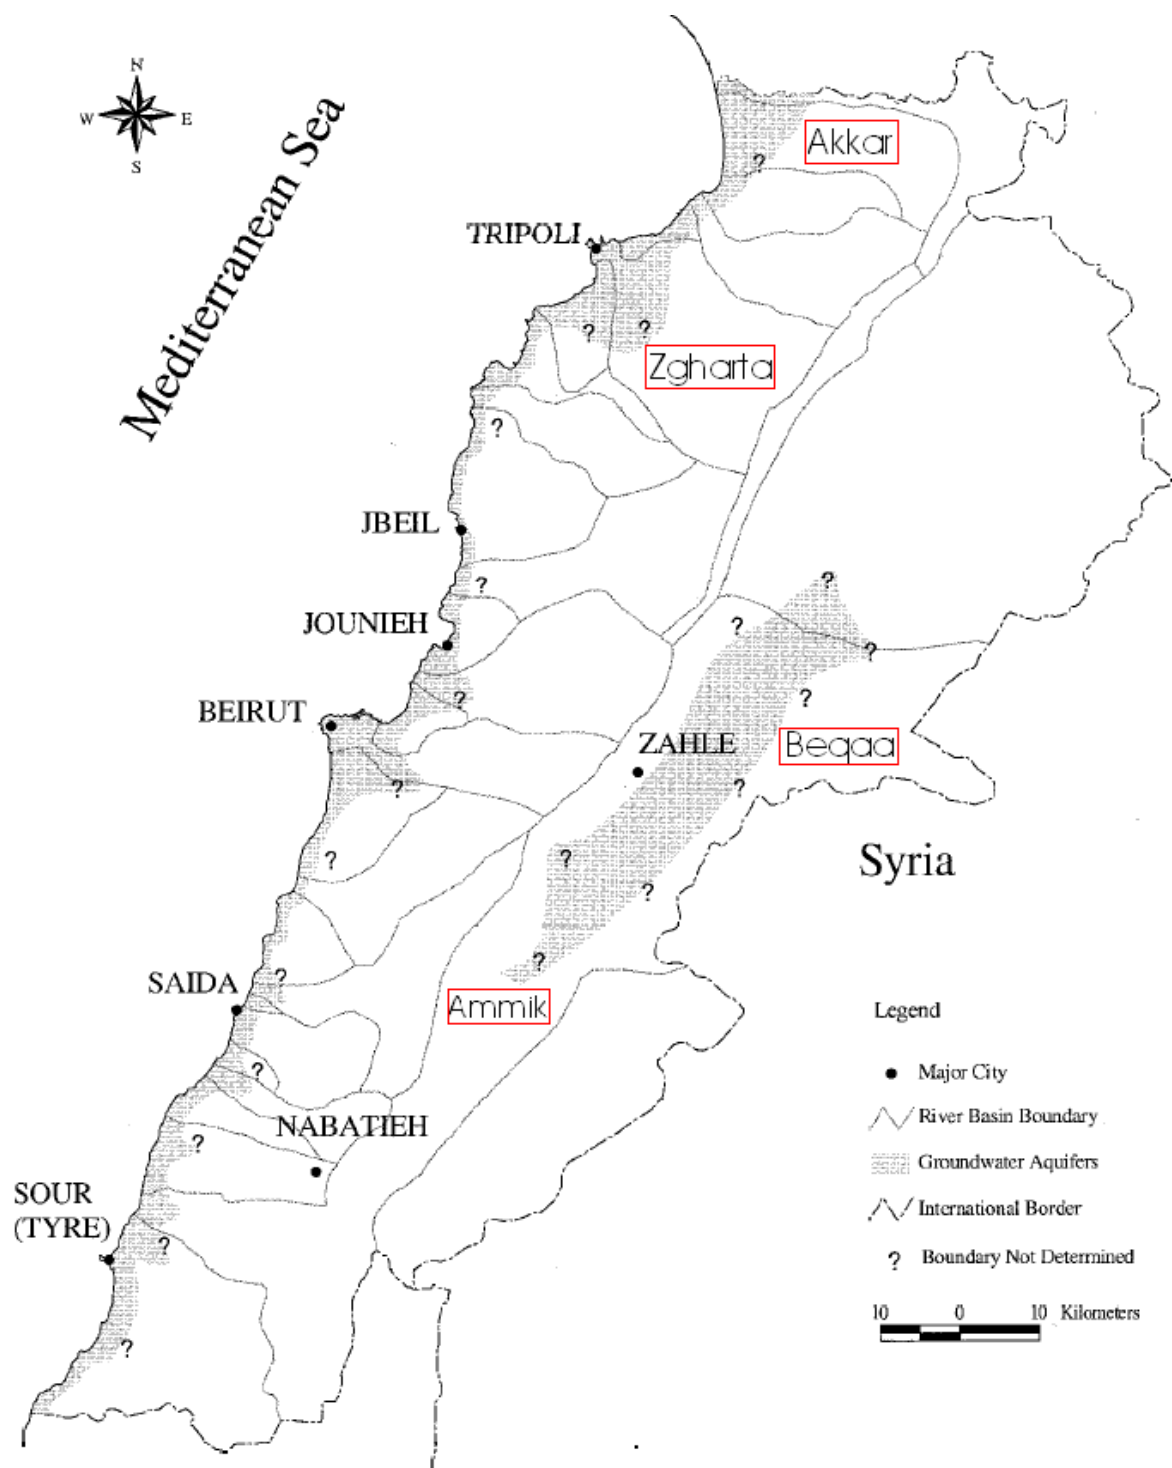 N
W E
S
Mediterranean Sea
Akkar
?
TRIPOLI
? ?
Zgharta
?
JBEIL
?
?
JOUNIEH
?
?
?
?
BEIRUT
ZAHLE
Beqaa
?
?
?
?
?
Syria
?
?
SAIDA
Ammik
?
NABATIEH
?
SOUR
(TYRE)
?
?
Legend
Major City
River Basin Boundary
Groundwater Aquifers
International Border
? Boundary Not Determined
10 0 10 Kilometers